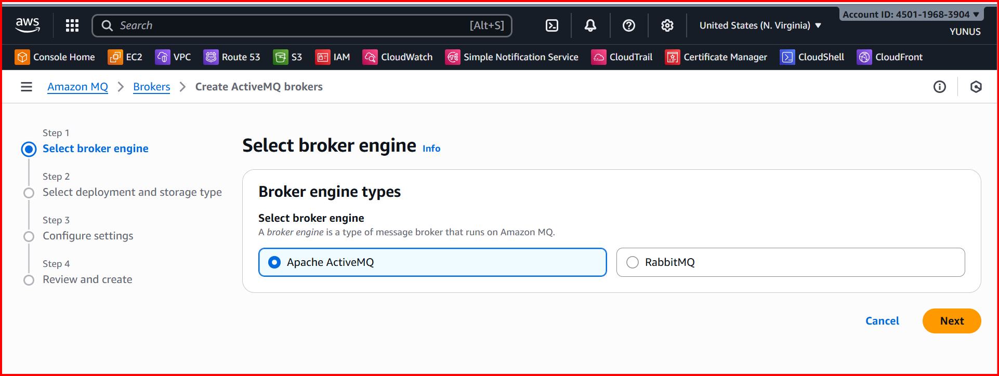 aws
Search [Alt+S]
United States (N. Virginia)
Account ID: 4501-1968-3904
YUNUS
Console Home EC2 VPC Route 53 S3 IAM CloudWatch Simple Notification Service CloudTrail Certificate Manager CloudShell CloudFront
Amazon MQ Brokers Create ActiveMQ brokers
Step 1
Select broker engine
Step 2
Select deployment and storage type
Step 3
Configure settings
Step 4
Review and create
Select broker engine Info
Broker engine types
Select broker engine
A broker engine is a type of message broker that runs on Amazon MQ.
Apache ActiveMQ
RabbitMQ
Cancel
Next